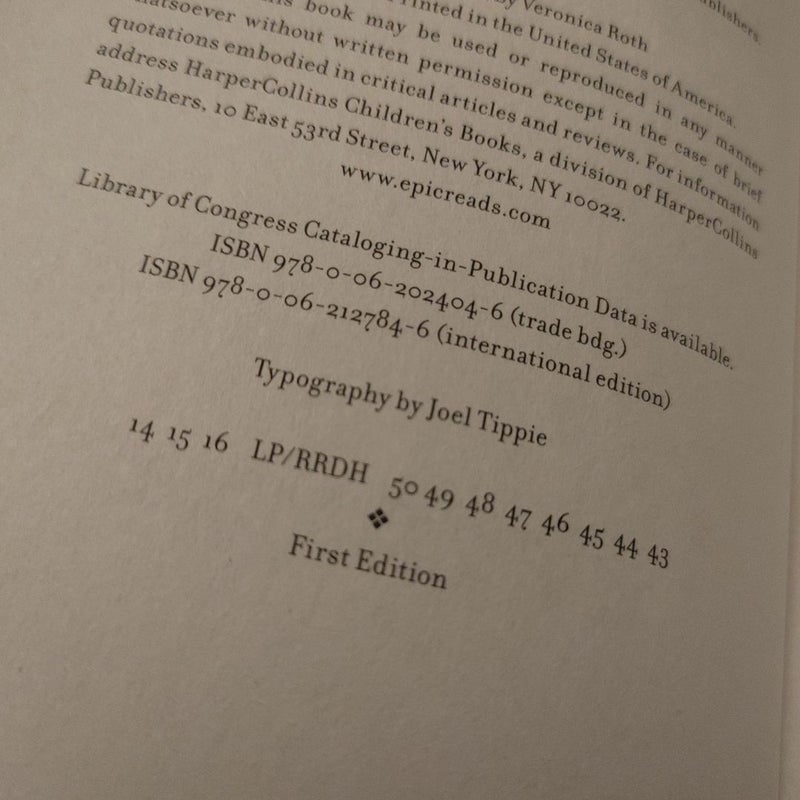 by Veronica Roth
Printed in the United States of America.
book may be used or reproduced in any manner
whatsoever without written permission except in the case of brief
quotations embodied in critical articles and reviews. For information
address HarperCollins Children's Books, a division of HarperCollins
Publishers, 10 East 53rd Street, New York, NY 10022.
www.epicreads.com
Library of Congress Cataloging-in-Publication Data is available.
ISBN 978-0-06-202404-6 (trade bdg.)
ISBN 978-0-06-212784-6 (international edition)
Typography by Joel Tippie
14 15 16 LP/RRDH 50 49 48 47 46 45 44 43
❖
First Edition